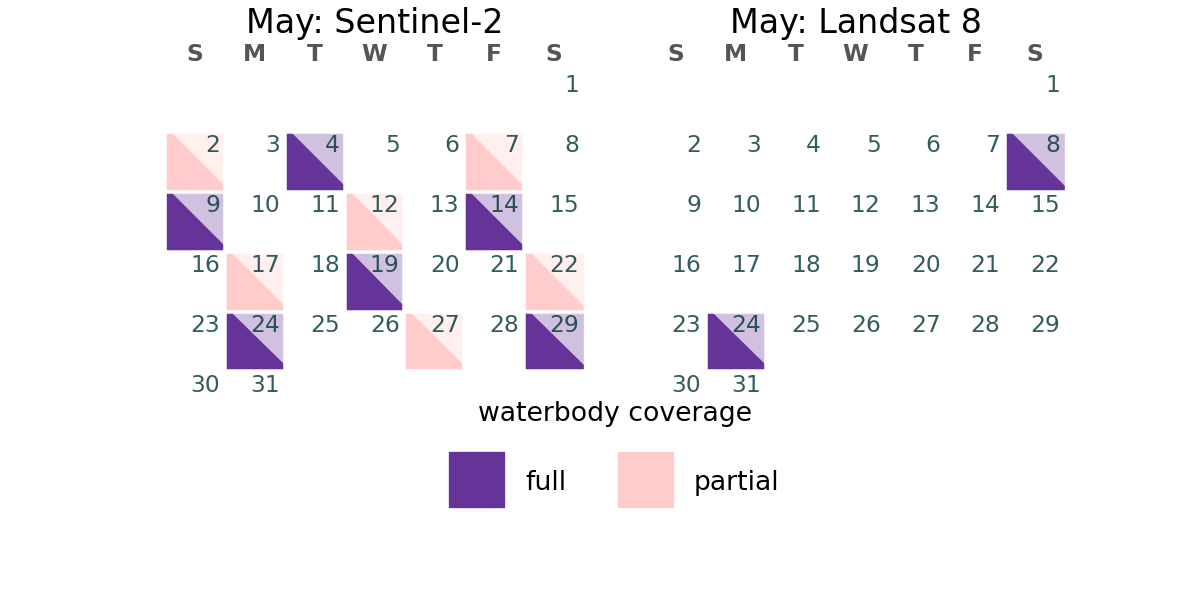 May: Sentinel-2
S M T W T F S
1
2 3 4 5 6 7 8
9 10 11 12 13 14 15
16 17 18 19 20 21 22
23 24 25 26 27 28 29
30 31
May: Landsat 8
S M T W T F S
1
2 3 4 5 6 7 8
9 10 11 12 13 14 15
16 17 18 19 20 21 22
23 24 25 26 27 28 29
30 31
waterbody coverage
full
partial